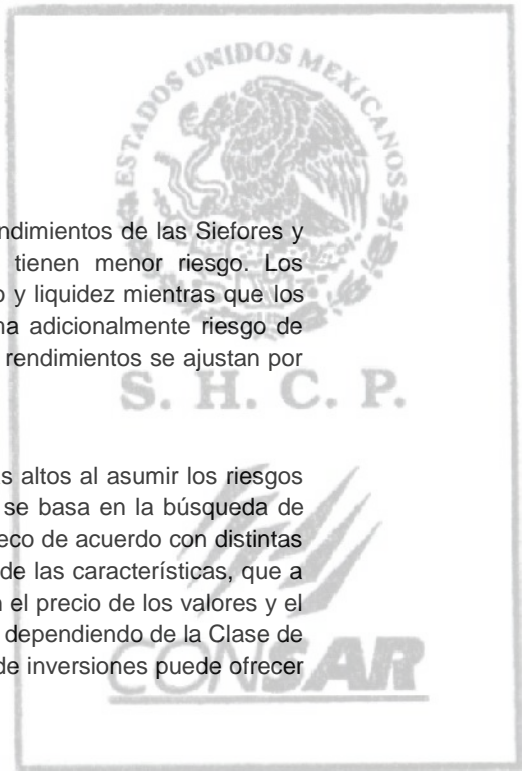 ESTADOS UNIDOS MEXICANOS
ndimientos de las Siefores y
tienen menor riesgo. Los
o y liquidez mientras que los
na adicionalmente riesgo de
rendimientos se ajustan por
S. H. C. P.
s altos al asumir los riesgos
se basa en la búsqueda de
eco de acuerdo con distintas
de las características, que a
n el precio de los valores y el
dependiendo de la Clase de
de inversiones puede ofrecer
CONSAR